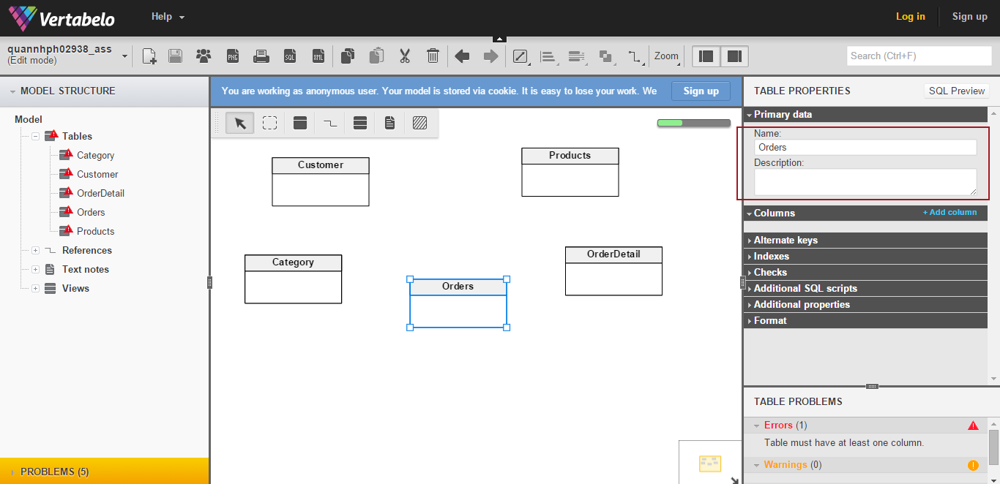 Vertabelo
Help
Log in
Sign up
quannhph02938_ass
(Edit mode)
PNG
SQL
XML
Zoom
Search (Ctrl+F)
MODEL STRUCTURE
Model
Tables
Category
Customer
OrderDetail
Orders
Products
References
Text notes
Views
PROBLEMS (5)
You are working as anonymous user. Your model is stored via cookie. It is easy to lose your work. We
Sign up
Customer
Products
Category
OrderDetail
Orders
TABLE PROPERTIES
SQL Preview
Primary data
Name:
Orders
Description:
Columns
+ Add column
Alternate keys
Indexes
Checks
Additional SQL scripts
Additional properties
Format
TABLE PROBLEMS
Errors (1)
Table must have at least one column.
Warnings (0)